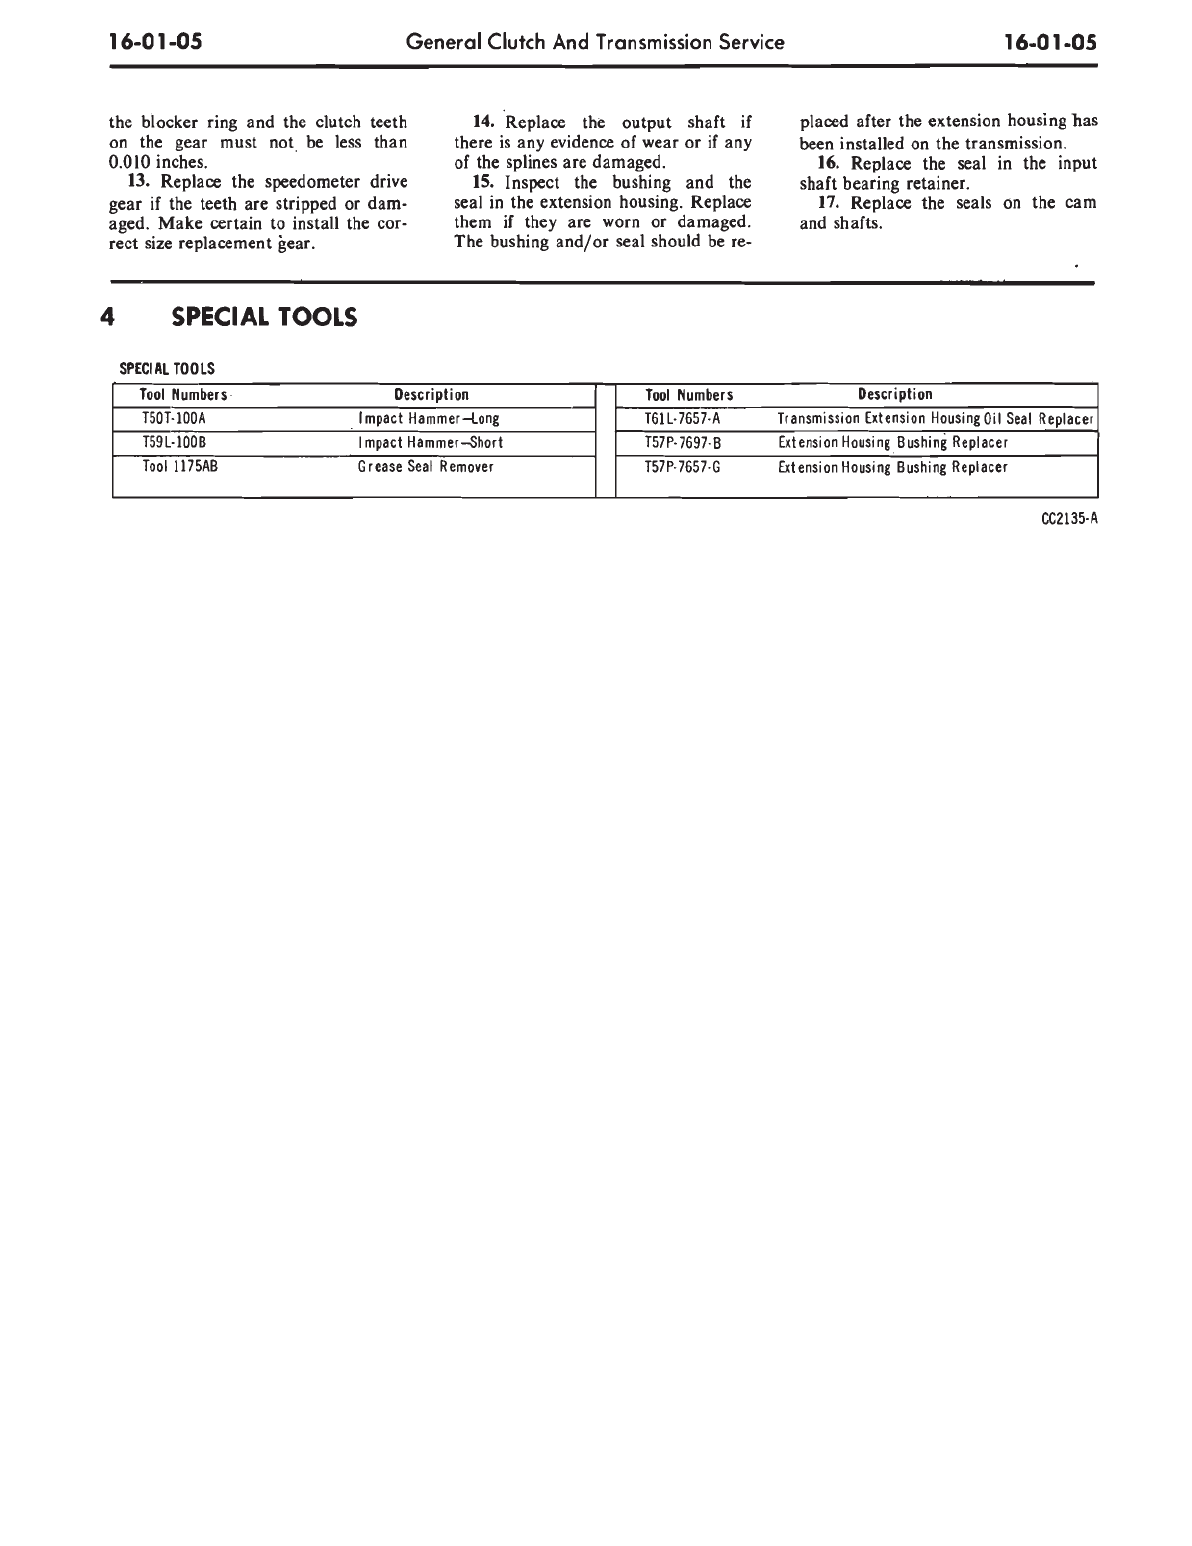 16-01-05 General Clutch And Transmission Service 16-01-05
the blocker ring and the clutch teeth
on the gear must not be less than
0.010 inches.
13. Replace the speedometer drive
gear if the teeth are stripped or dam-
aged. Make certain to install the cor-
rect size replacement gear.
14. Replace the output shaft if
there is any evidence of wear or if any
of the splines are damaged.
15. Inspect the bushing and the
seal in the extension housing. Replace
them if they are worn or damaged.
The bushing and/or seal should be re-
placed after the extension housing has
been installed on the transmission.
16. Replace the seal in the input
shaft bearing retainer.
17. Replace the seals on the cam
and shafts.
4 SPECIAL TOOLS
SPECIAL TOOLS
Tool Numbers Description Tool Numbers Description
T50T-100A Impact Hammer—Long T61L-7657-A Transmission Extension Housing Oil Seal Replacer
T59L-100B Impact Hammer—Short T57P-7697-B Extension Housing Bushing Replacer
Tool 1175AB Grease Seal Remover T57P-7657-G Extension Housing Bushing Replacer
CC2135-A